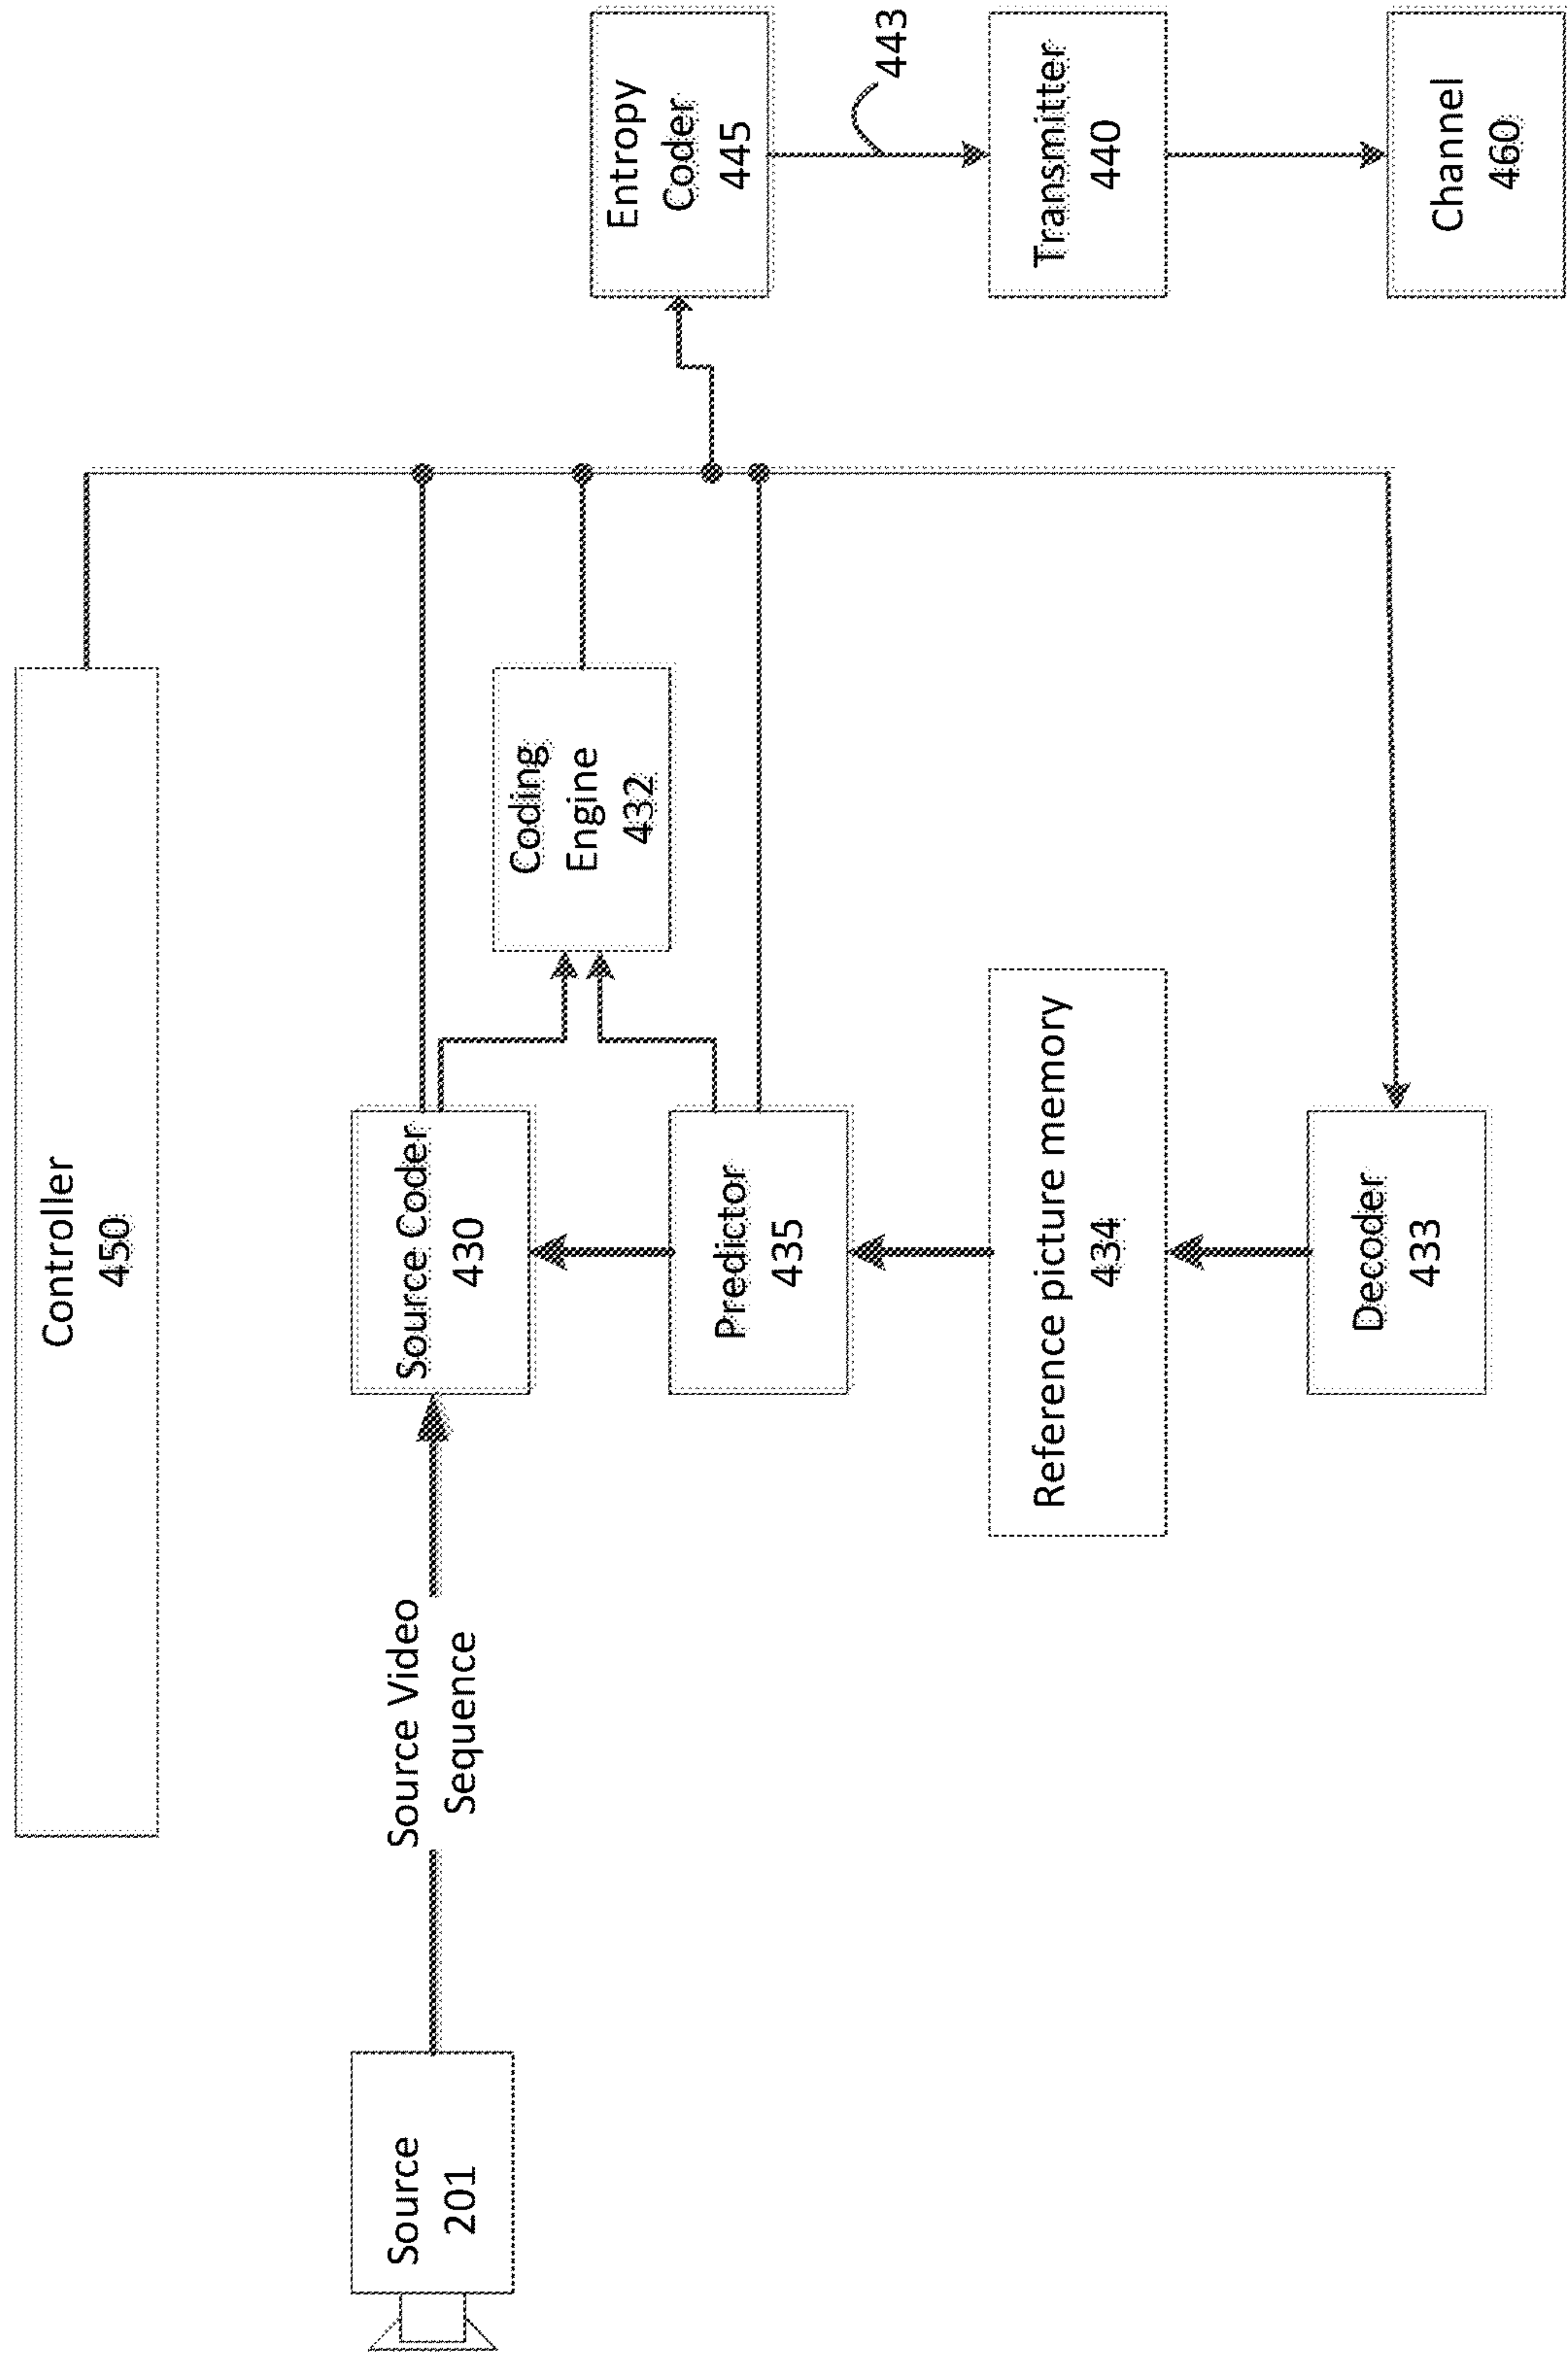 Controller
450
Source
201
Source Video
Sequence
Source Coder
430
Coding
Engine
432
Predictor
435
Reference picture memory
434
Decoder
433
Entropy
Coder
445
443
Transmitter
440
Channel
460